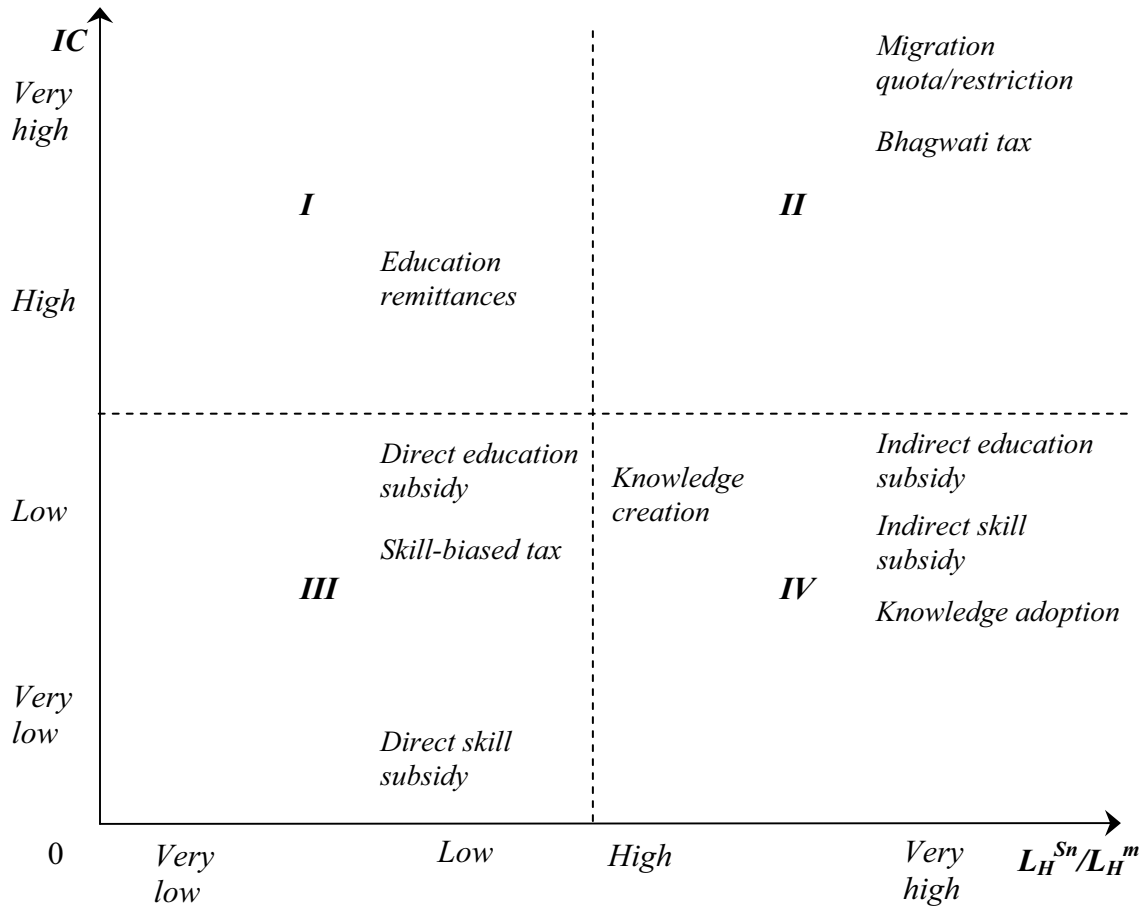 IC
Very
high
High
Low
Very
low
0
Migration
quota/restriction
Bhagwati tax
I
II
Education
remittances
Direct education
subsidy
Skill-biased tax
Knowledge
creation
Indirect education
subsidy
Indirect skill
subsidy
Knowledge adoption
III
IV
Direct skill
subsidy
Very
low
Low
High
Very
high
L_H^Sn/L_H^m